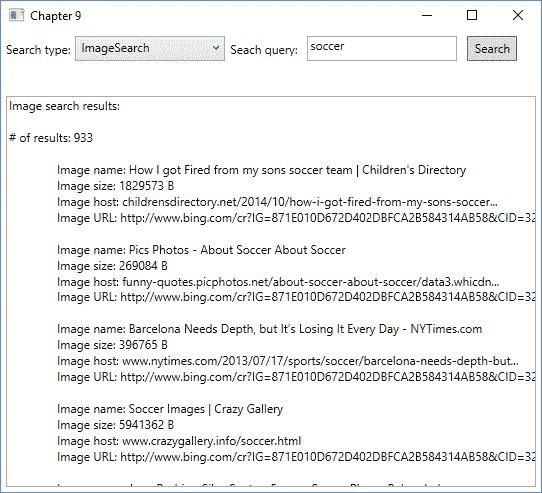 Chapter 9
Search type: ImageSearch Seach query: soccer Search
Image search results:
# of results: 933
Image name: How I got Fired from my sons soccer team | Children's Directory
Image size: 1829573 B
Image host: childrensdirectory.net/2014/10/how-i-got-fired-from-my-sons-soccer...
Image URL: http://www.bing.com/cr?IG=871E010D672D402DBFCA2B584314AB58&CID=32
Image name: Pics Photos - About Soccer About Soccer
Image size: 269084 B
Image host: funny-quotes.picphotos.net/about-soccer-about-soccer/data3.whicdn...
Image URL: http://www.bing.com/cr?IG=871E010D672D402DBFCA2B584314AB58&CID=32
Image name: Barcelona Needs Depth, but It's Losing It Every Day - NYTimes.com
Image size: 396765 B
Image host: www.nytimes.com/2013/07/17/sports/soccer/barcelona-needs-depth-but...
Image URL: http://www.bing.com/cr?IG=871E010D672D402DBFCA2B584314AB58&CID=32
Image name: Soccer Images | Crazy Gallery
Image size: 5941362 B
Image host: www.crazygallery.info/soccer.html
Image URL: http://www.bing.com/cr?IG=871E010D672D402DBFCA2B584314AB58&CID=32